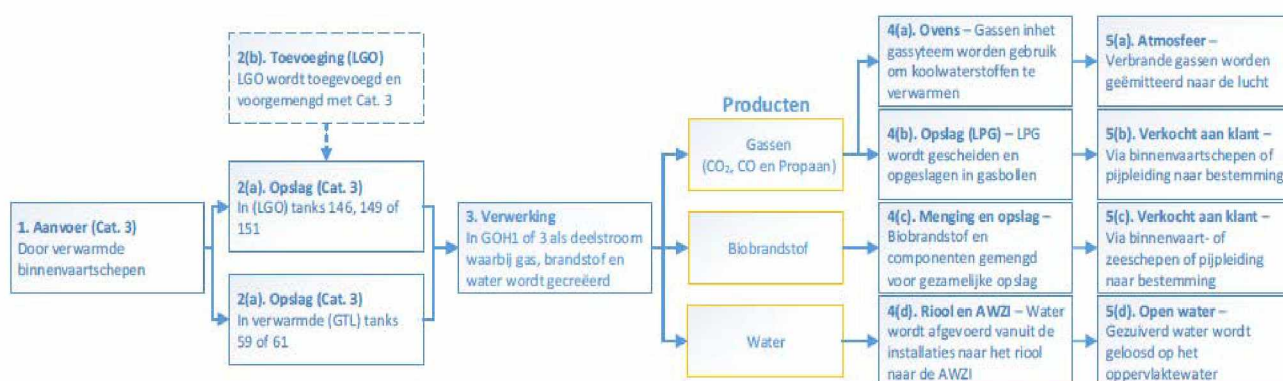 1. Aanvoer (Cat. 3)
Door verwarmde
binnenvaartschepen
2(b). Toevoeging (LGO)
LGO wordt toegevoegd en
voorgemengd met Cat. 3
2(a). Opslag (Cat. 3)
In (LGO) tanks 146, 149 of
151
2(a). Opslag (Cat. 3)
In verwarmde (GTL) tanks
59 of 61
3. Verwerking
In GOH1 of 3 als deelstroom
waarbij gas, brandstof en
water wordt gecreëerd
Producten
Gassen
(CO₂, CO en Propaan)
Biobrandstof
Water
4(a). Ovens – Gassen inhet
gassyteem worden gebruik
om koolwaterstoffen te
verwarmen
5(a). Atmosfeer –
Verbrande gassen worden
geëmitteerd naar de lucht
4(b). Opslag (LPG) – LPG
wordt gescheiden en
opgeslagen in gasbollen
5(b). Verkocht aan klant –
Via binnenvaartschepen of
pijpleiding naar bestemming
4(c). Menging en opslag –
Biobrandstof en
componenten gemengd
voor gezamelijke opslag
5(c). Verkocht aan klant –
Via binnenvaart- of
zeeschepen of pijpleiding
naar bestemming
4(d). Riool en AWZI – Water
wordt afgevoerd vanuit de
installaties naar het riool
naar de AWZI
5(d). Open water –
Gezuiverd water wordt
geloosd op het
oppervlaktewater